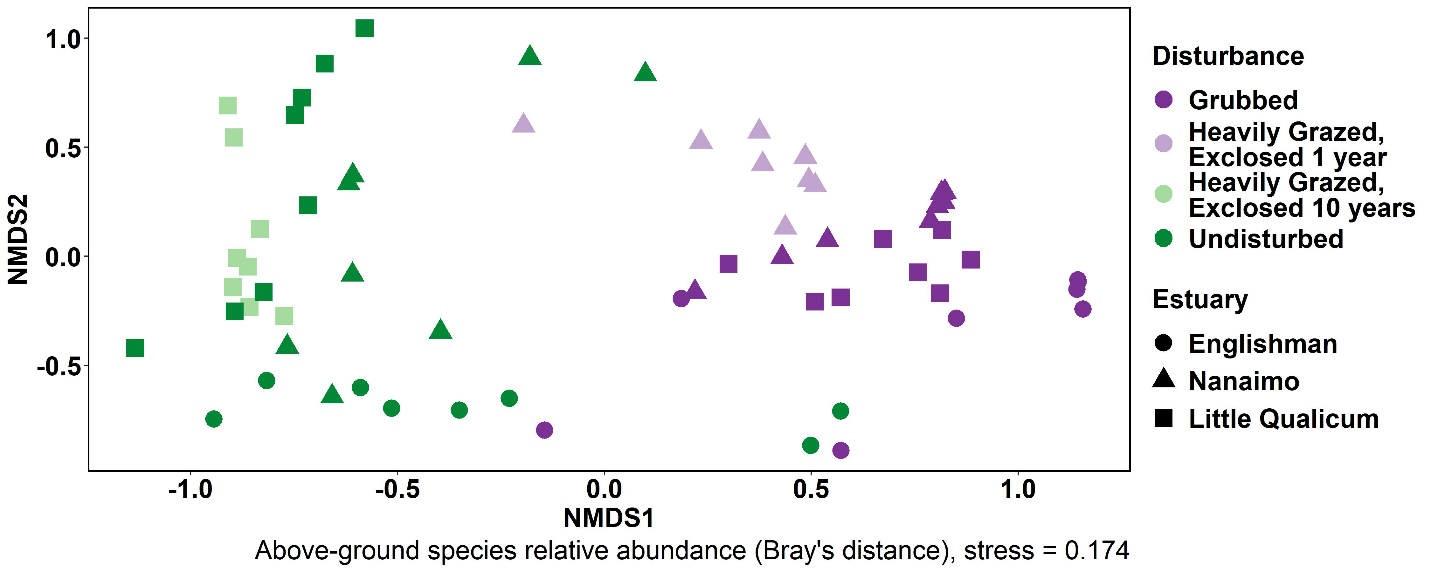 1.0
0.5
0.0
-0.5
NMDS2
-1.0
-0.5
0.0
0.5
1.0
NMDS1
Above-ground species relative abundance (Bray's distance), stress = 0.174
Disturbance
Grubbed
Heavily Grazed,
Exclosed 1 year
Heavily Grazed,
Exclosed 10 years
Undisturbed
Estuary
Englishman
Nanaimo
Little Qualicum